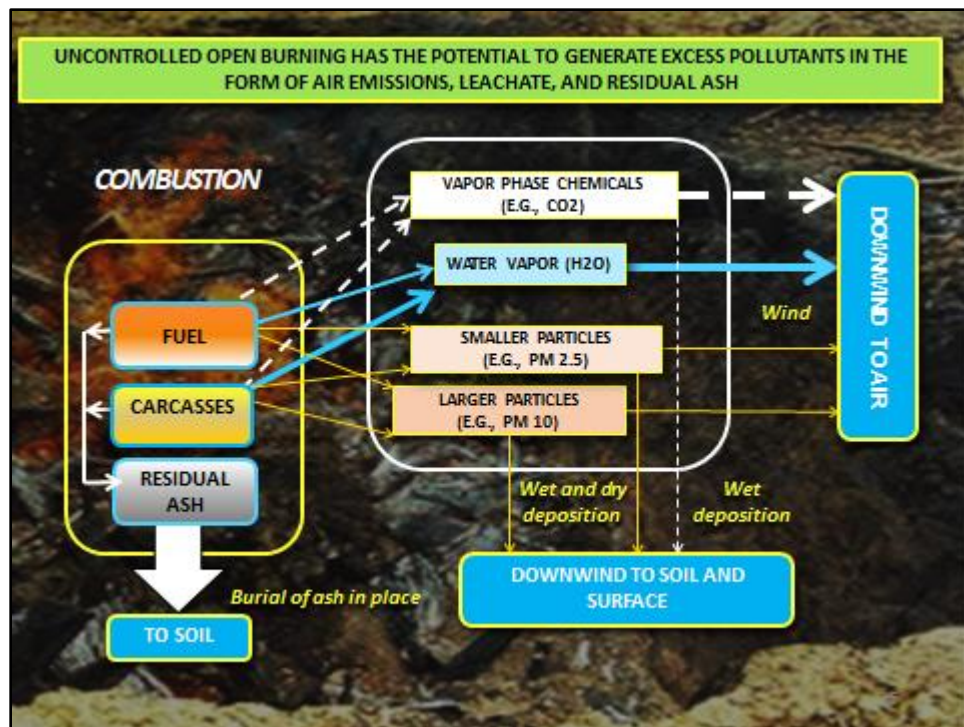 UNCONTROLLED OPEN BURNING HAS THE POTENTIAL TO GENERATE EXCESS POLLUTANTS IN THE
FORM OF AIR EMISSIONS, LEACHATE, AND RESIDUAL ASH
COMBUSTION
VAPOR PHASE CHEMICALS
(E.G., CO2)
WATER VAPOR (H2O)
FUEL
SMALLER PARTICLES
(E.G., PM 2.5)
CARCASSES
LARGER PARTICLES
(E.G., PM 10)
RESIDUAL
ASH
Wind
DOWNWIND TO AIR
Wet and dry
deposition
Wet
deposition
DOWNWIND TO SOIL AND
SURFACE
Burial of ash in place
TO SOIL